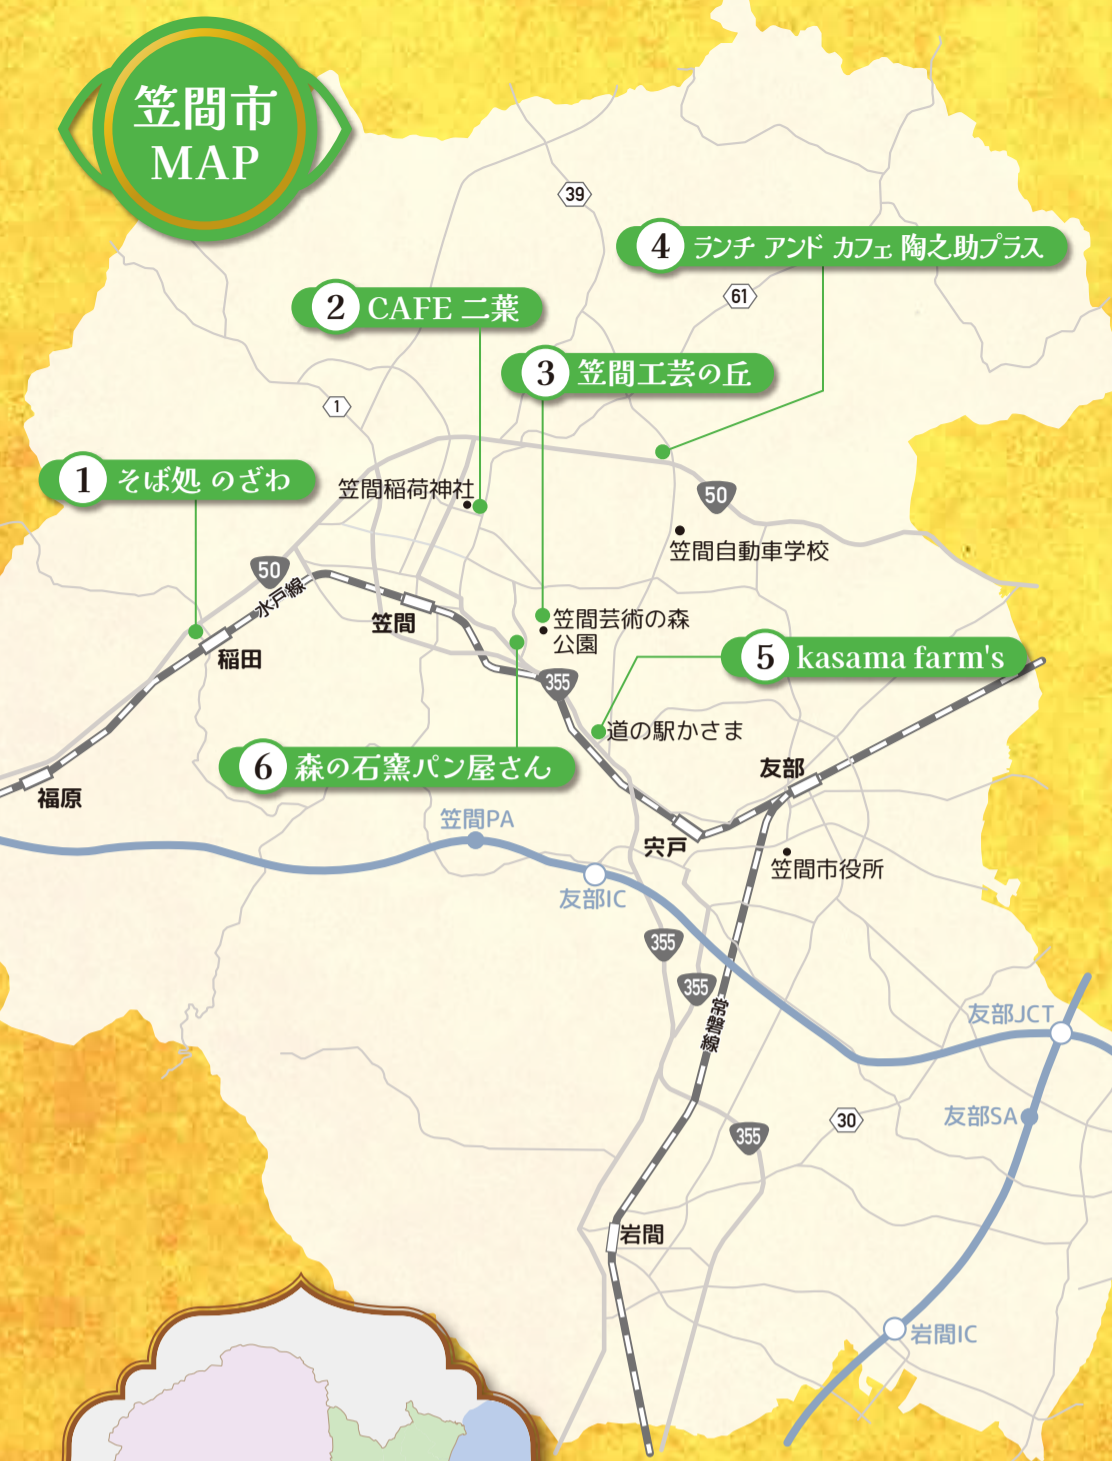 笠間市
MAP
39
4 ランチ アンド カフェ 陶之助プラス
61
2 CAFE 二葉
3 笠間工芸の丘
1
1 そば処 のざわ
笠間稲荷神社
50
笠間自動車学校
50
水戸線
笠間
笠間芸術の森
公園
稲田
5 kasama farm's
355
道の駅かさま
6 森の石窯パン屋さん
友部
福原
笠間PA
宍戸
笠間市役所
友部IC
355
355
常磐線
友部JCT
友部SA
30
355
岩間
岩間IC